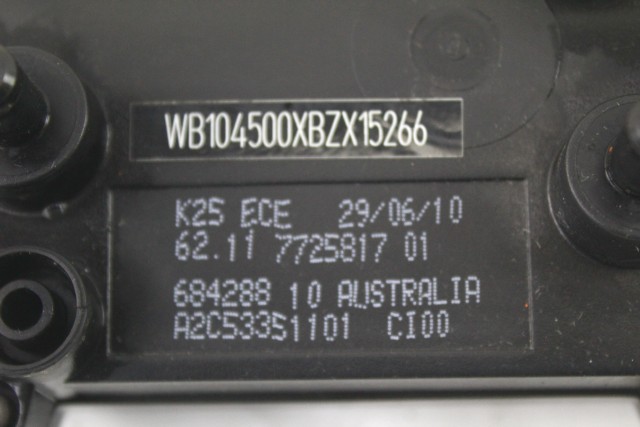 WB104500XBZX15266
K25 ECE 29/06/10
62.11 7725817 01
684288 10 AUSTRALIA
A2C53351101 CI00